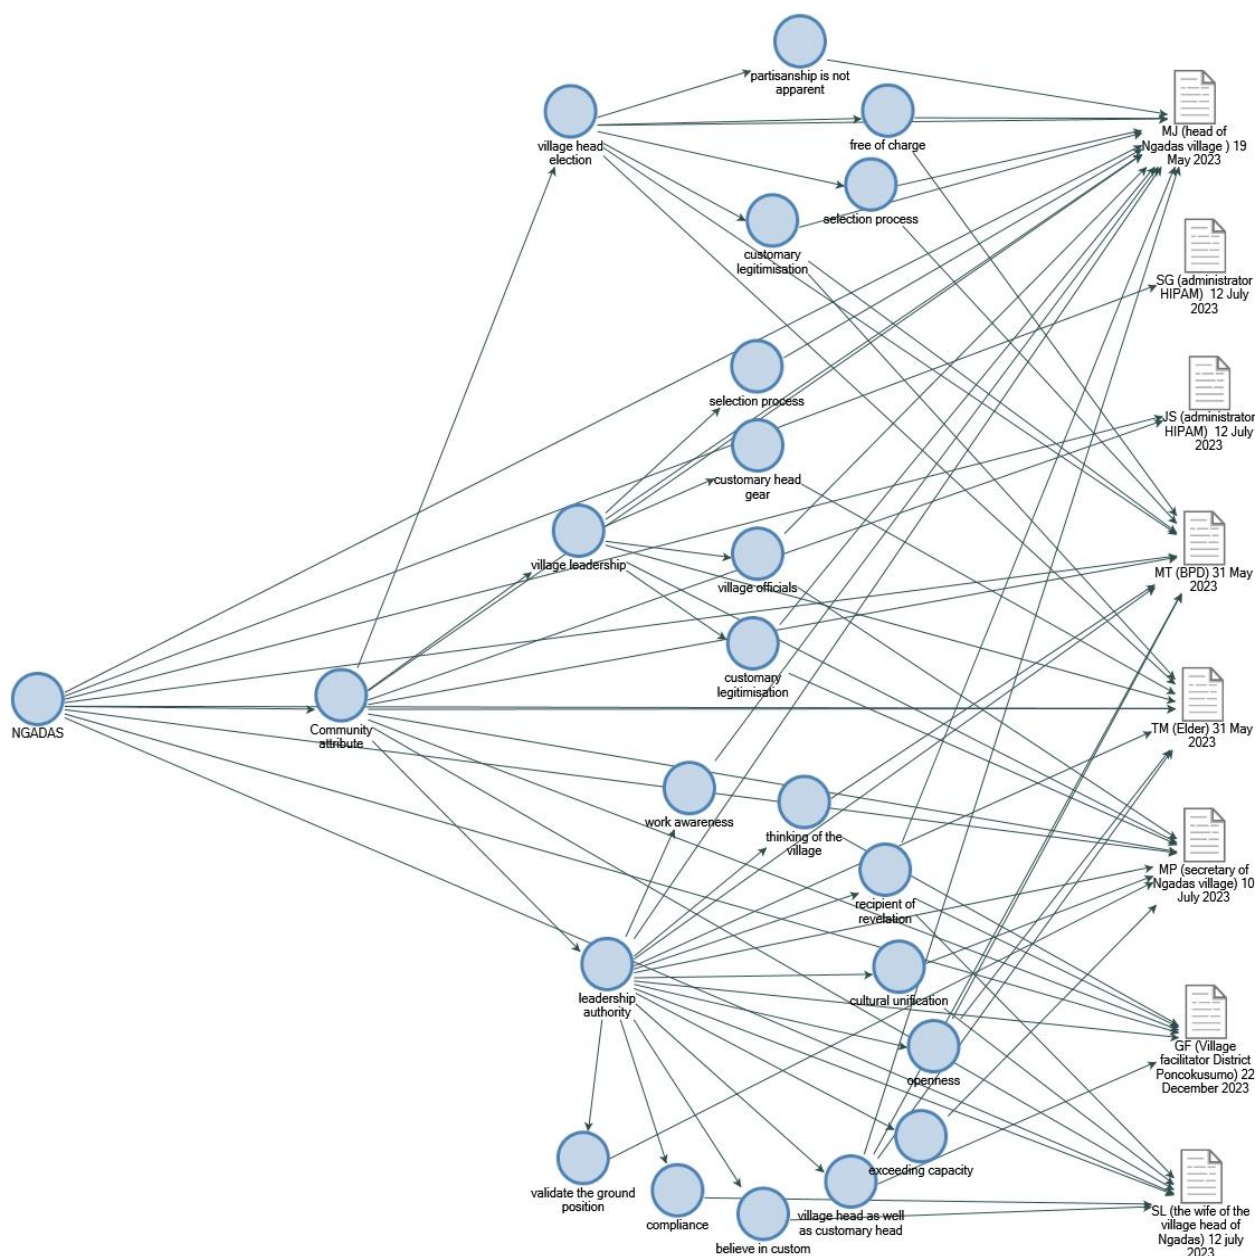 partisanship is not
apparent
village head
election
free of charge
selection process
customary
legitimisation
MJ (head of
Ngadas village ) 19
May 2023
SG (administrator
HIPAM)  12 July
2023
selection process
customary head
gear
JS (administrator
HIPAM)  12 July
2023
village leadership
village officials
MT (BPD) 31 May
2023
customary
legitimisation
NGADAS
Community
attribute
TM (Elder) 31 May
2023
work awareness
thinking of the
village
recipient of
revelation
MP (secretary of
Ngadas village) 10
July 2023
leadership
authority
cultural unification
openness
GF (Village
facilitator District
Poncokusumo) 22
December 2023
exceeding capacity
validate the ground
position
compliance
believe in custom
village head as well
as customary head
SL (the wife of the
village head of
Ngadas) 12 july
2023